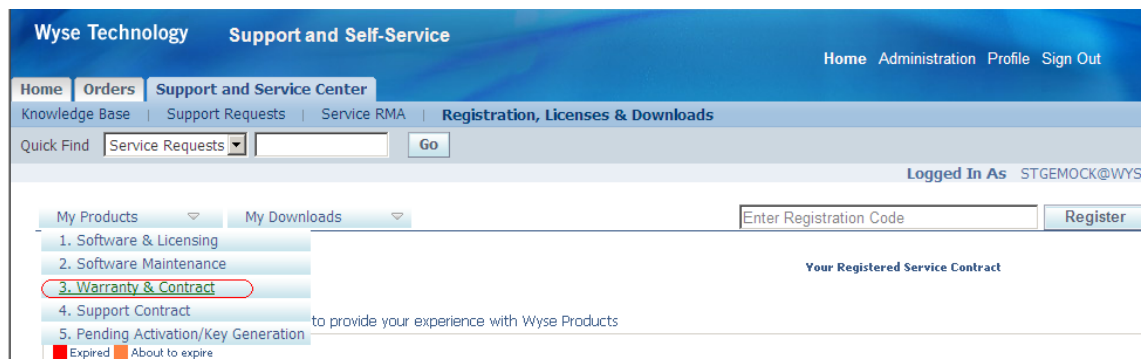 Wyse Technology Support and Self-Service
Home Administration Profile Sign Out
Home Orders Support and Service Center
Knowledge Base | Support Requests | Service RMA | Registration, Licenses & Downloads
Quick Find Service Requests Go
Logged In As STGEMOCK@WYS
My Products My Downloads Enter Registration Code Register
1. Software & Licensing
2. Software Maintenance
Your Registered Service Contract
3. Warranty & Contract
4. Support Contract
to provide your experience with Wyse Products
5. Pending Activation/Key Generation
Expired About to expire